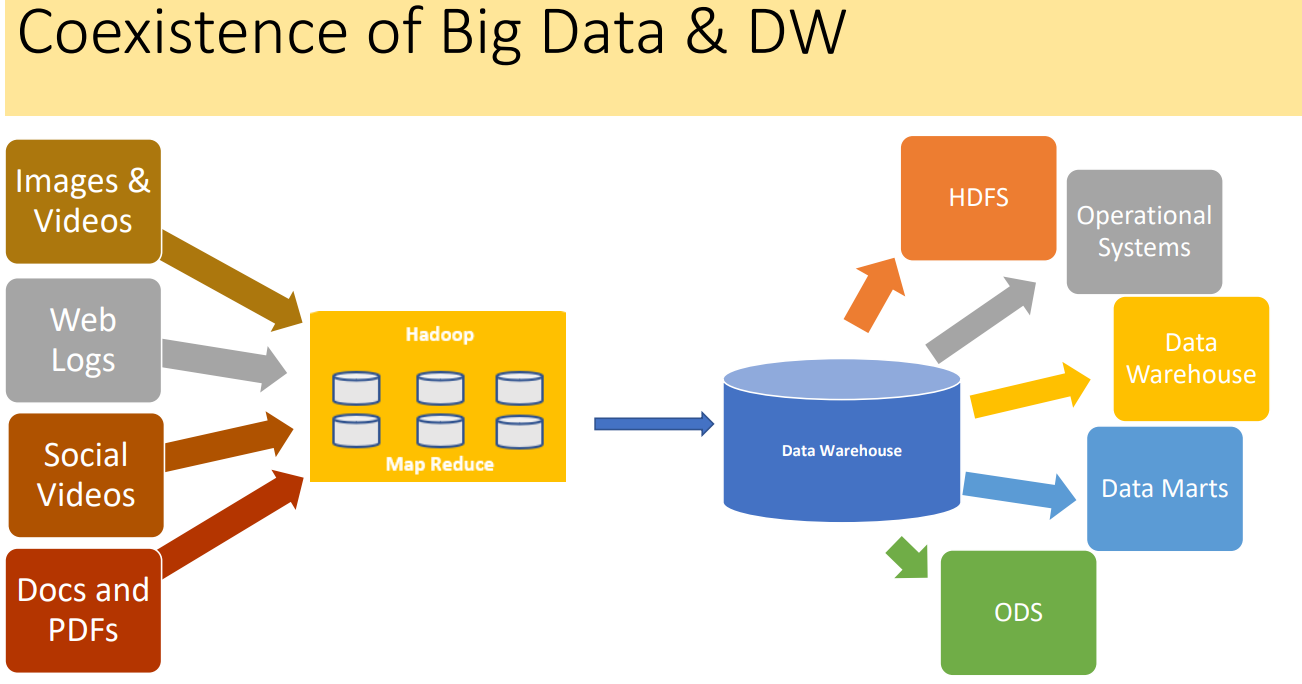 Coexistence of Big Data & DW
Images &
Videos
Web
Logs
Social
Videos
Docs and
PDFs
Hadoop
Map Reduce
Data Warehouse
HDFS
Operational
Systems
Data
Warehouse
Data Marts
ODS